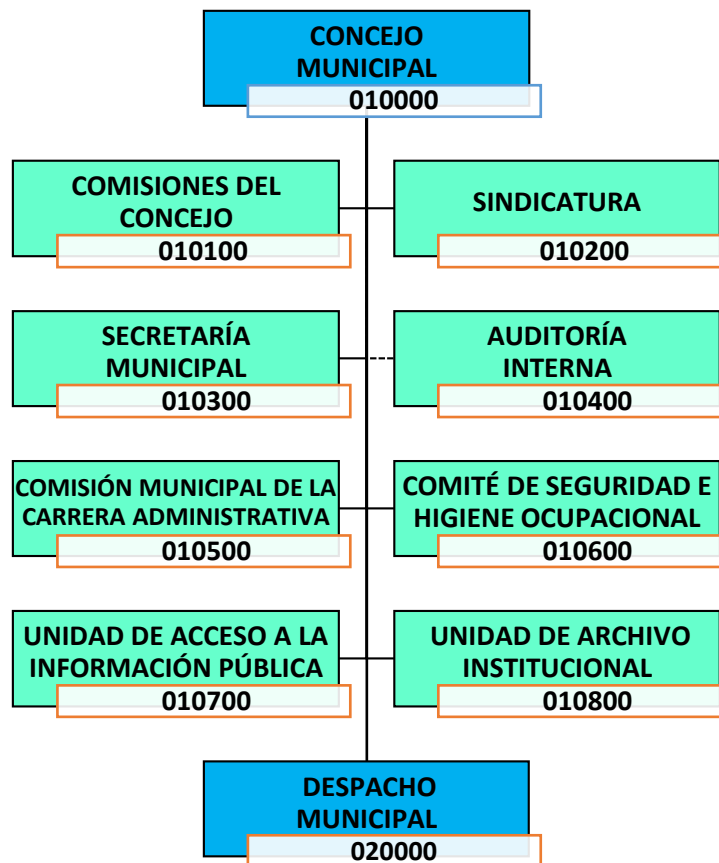 CONCEJO
MUNICIPAL
010000
COMISIONES DEL
CONCEJO
010100
SINDICATURA
010200
SECRETARÍA
MUNICIPAL
010300
AUDITORÍA
INTERNA
010400
COMISIÓN MUNICIPAL DE LA
CARRERA ADMINISTRATIVA
010500
COMITÉ DE SEGURIDAD E
HIGIENE OCUPACIONAL
010600
UNIDAD DE ACCESO A LA
INFORMACIÓN PÚBLICA
010700
UNIDAD DE ARCHIVO
INSTITUCIONAL
010800
DESPACHO
MUNICIPAL
020000